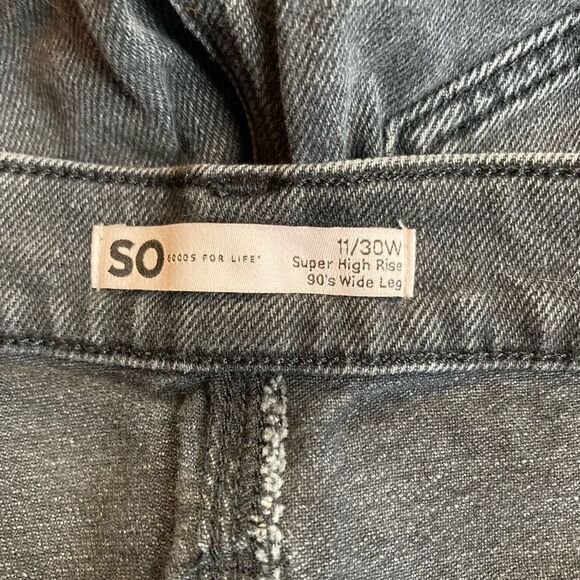 SO GOODS FOR LIFE*
11/30W
Super High Rise
90's Wide Leg